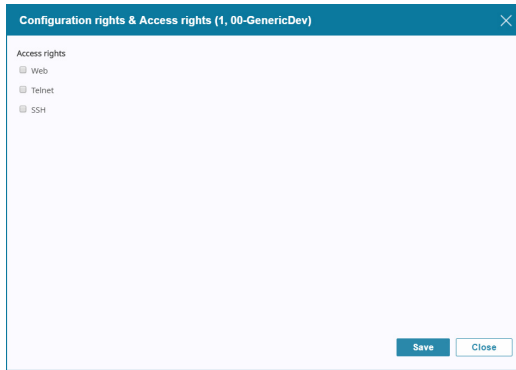 Configuration rights & Access rights (1, 00-GenericDev)
Access rights
Web
Telnet
SSH
Save Close